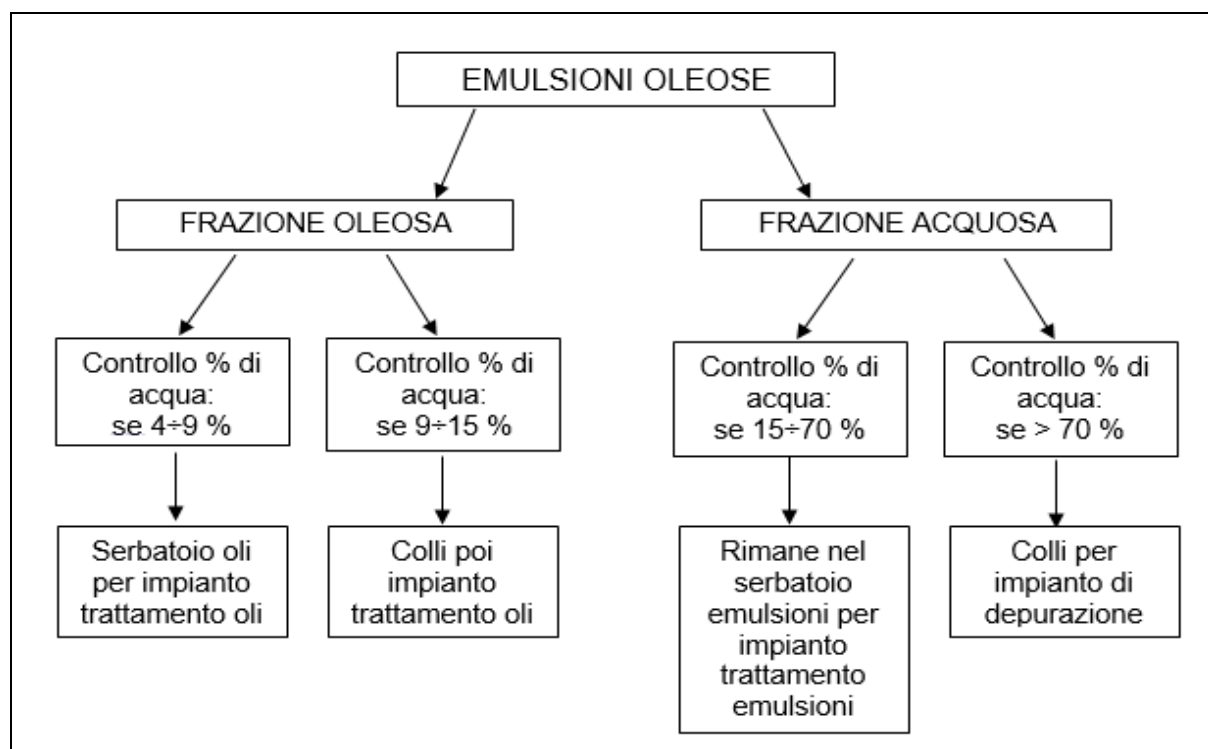 EMULSIONI OLEOSE
FRAZIONE OLEOSA
FRAZIONE ACQUOSA
Controllo % di
acqua:
se 4÷9 %
Controllo % di
acqua:
se 9÷15 %
Controllo % di
acqua:
se 15÷70 %
Controllo % di
acqua:
se > 70 %
Serbatoio oli
per impianto
trattamento oli
Colli poi
impianto
trattamento oli
Rimane nel
serbatoio
emulsioni per
impianto
trattamento
emulsioni
Colli per
impianto di
depurazione